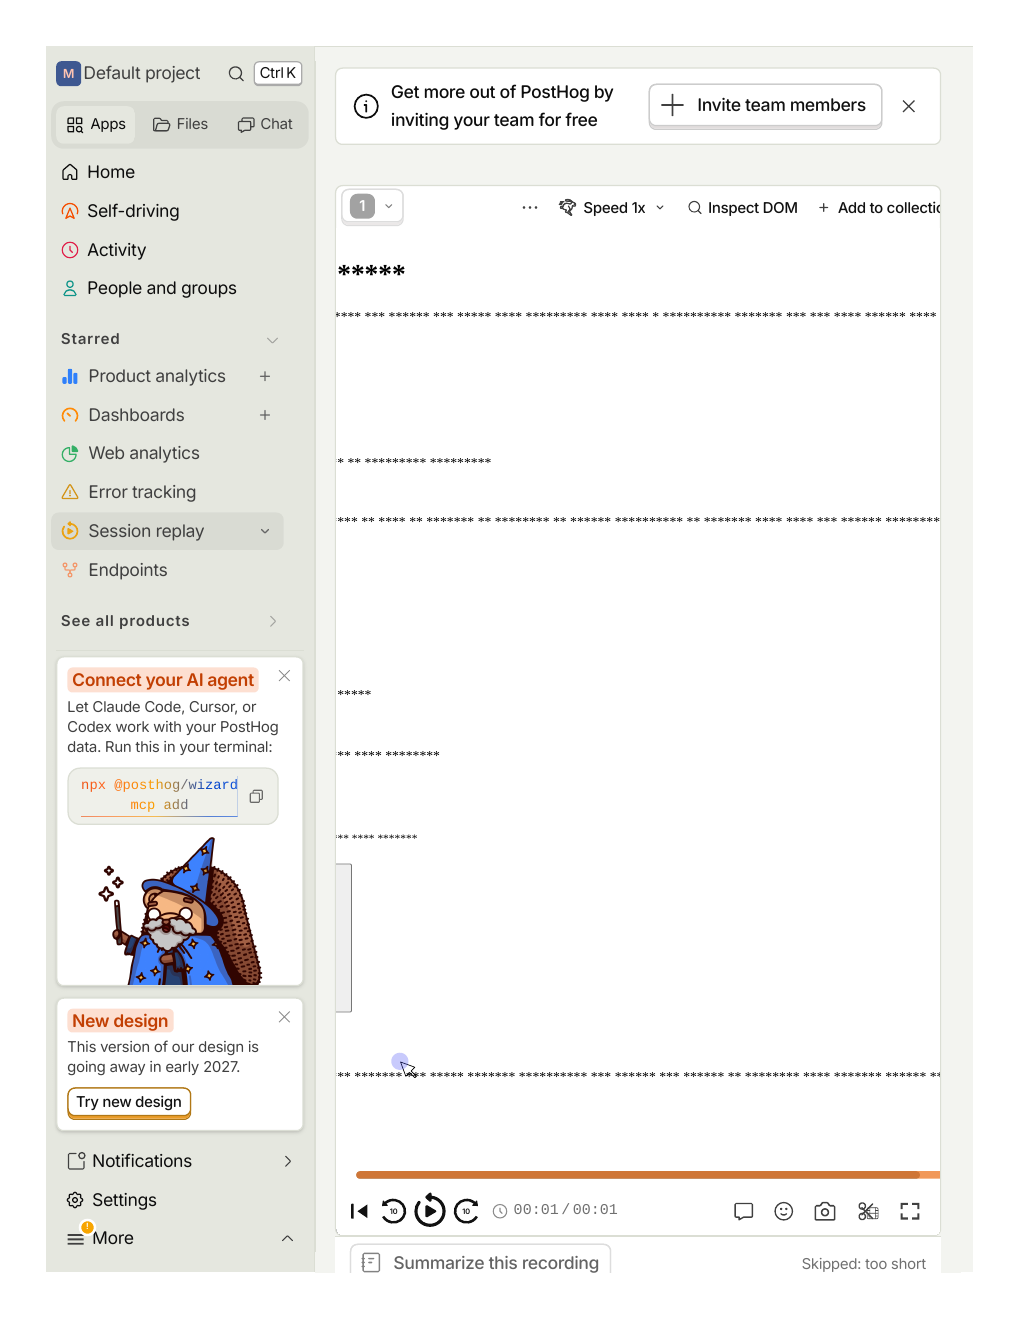 M Default project Ctrl K
Apps Files Chat
Home
Self-driving
Activity
People and groups
Starred
Product analytics +
Dashboards +
Web analytics
Error tracking
Session replay
Endpoints
See all products
Connect your AI agent
Let Claude Code, Cursor, or
Codex work with your PostHog
data. Run this in your terminal:
npx @posthog/wizard
mcp add
New design
This version of our design is
going away in early 2027.
Try new design
Notifications
Settings
! More
Get more out of PostHog by
inviting your team for free
Invite team members
1 ... Speed 1x Inspect DOM + Add to collectio
*****
**** *** ****** *** ***** **** ********* **** **** * ********** ******* *** *** **** ****** ****
* ** ********* *********
*** ** **** ** ******* ** ******** ** ****** ********** ** ******* **** **** *** ****** ********
*****
** **** ********
** **** *******
** ********** ***** ******* ********** *** ****** *** ***** ** ******** **** ******* ****** **
10 10 00:01 / 00:01
Summarize this recording Skipped: too short